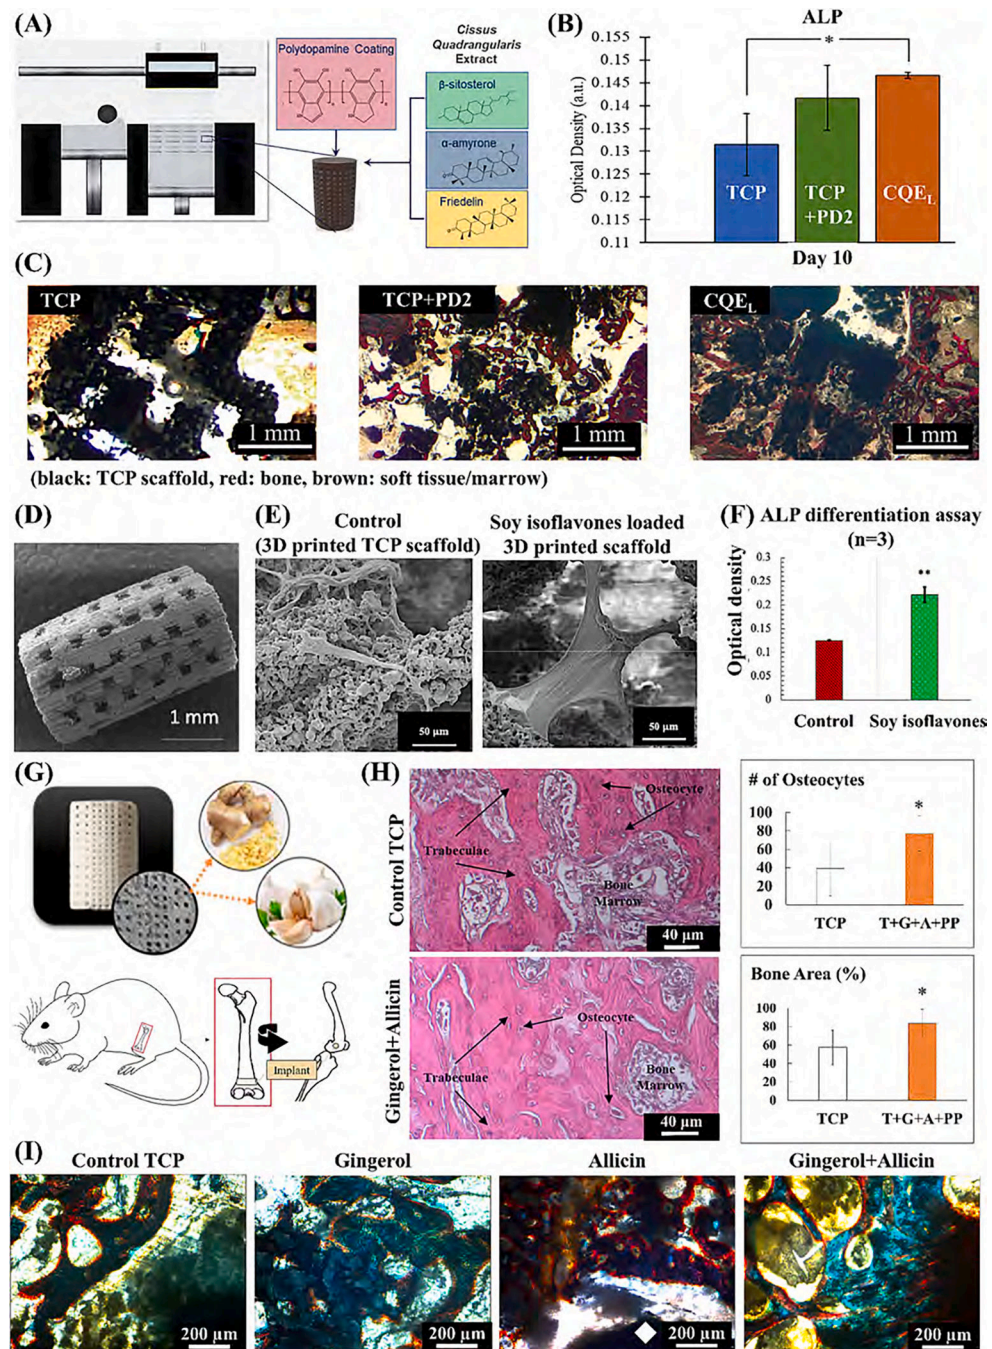 (A)
Polydopamine Coating
Cissus
Quadrangularis
Extract
β-sitosterol
α-amyrone
Friedelin
(B)
ALP
Optical Density (a.u.)
0.155
0.15
0.145
0.14
0.135
0.13
0.125
0.12
0.115
0.11
*
TCP
TCP
+PD2
CQEL
Day 10
(C)
TCP
1 mm
TCP+PD2
1 mm
CQEL
1 mm
(black: TCP scaffold, red: bone, brown: soft tissue/marrow)
(D)
1 mm
(E)
Control
(3D printed TCP scaffold)
50 µm
Soy isoflavones loaded
3D printed scaffold
50 µm
(F) ALP differentiation assay
(n=3)
Optical density
0.3
0.25
0.2
0.15
0.1
0.05
0
**
Control
Soy isoflavones
(G)
Implant
(H)
Control TCP
Osteocyte
Trabeculae
Bone
Marrow
40 µm
Gingerol+Allicin
Osteocyte
Trabeculae
Bone
Marrow
40 µm
# of Osteocytes
100
80
60
40
20
0
*
TCP
T+G+A+PP
Bone Area (%)
100
80
60
40
20
0
*
TCP
T+G+A+PP
(I)
Control TCP
200 µm
Gingerol
200 µm
Allicin
200 µm
Gingerol+Allicin
200 µm